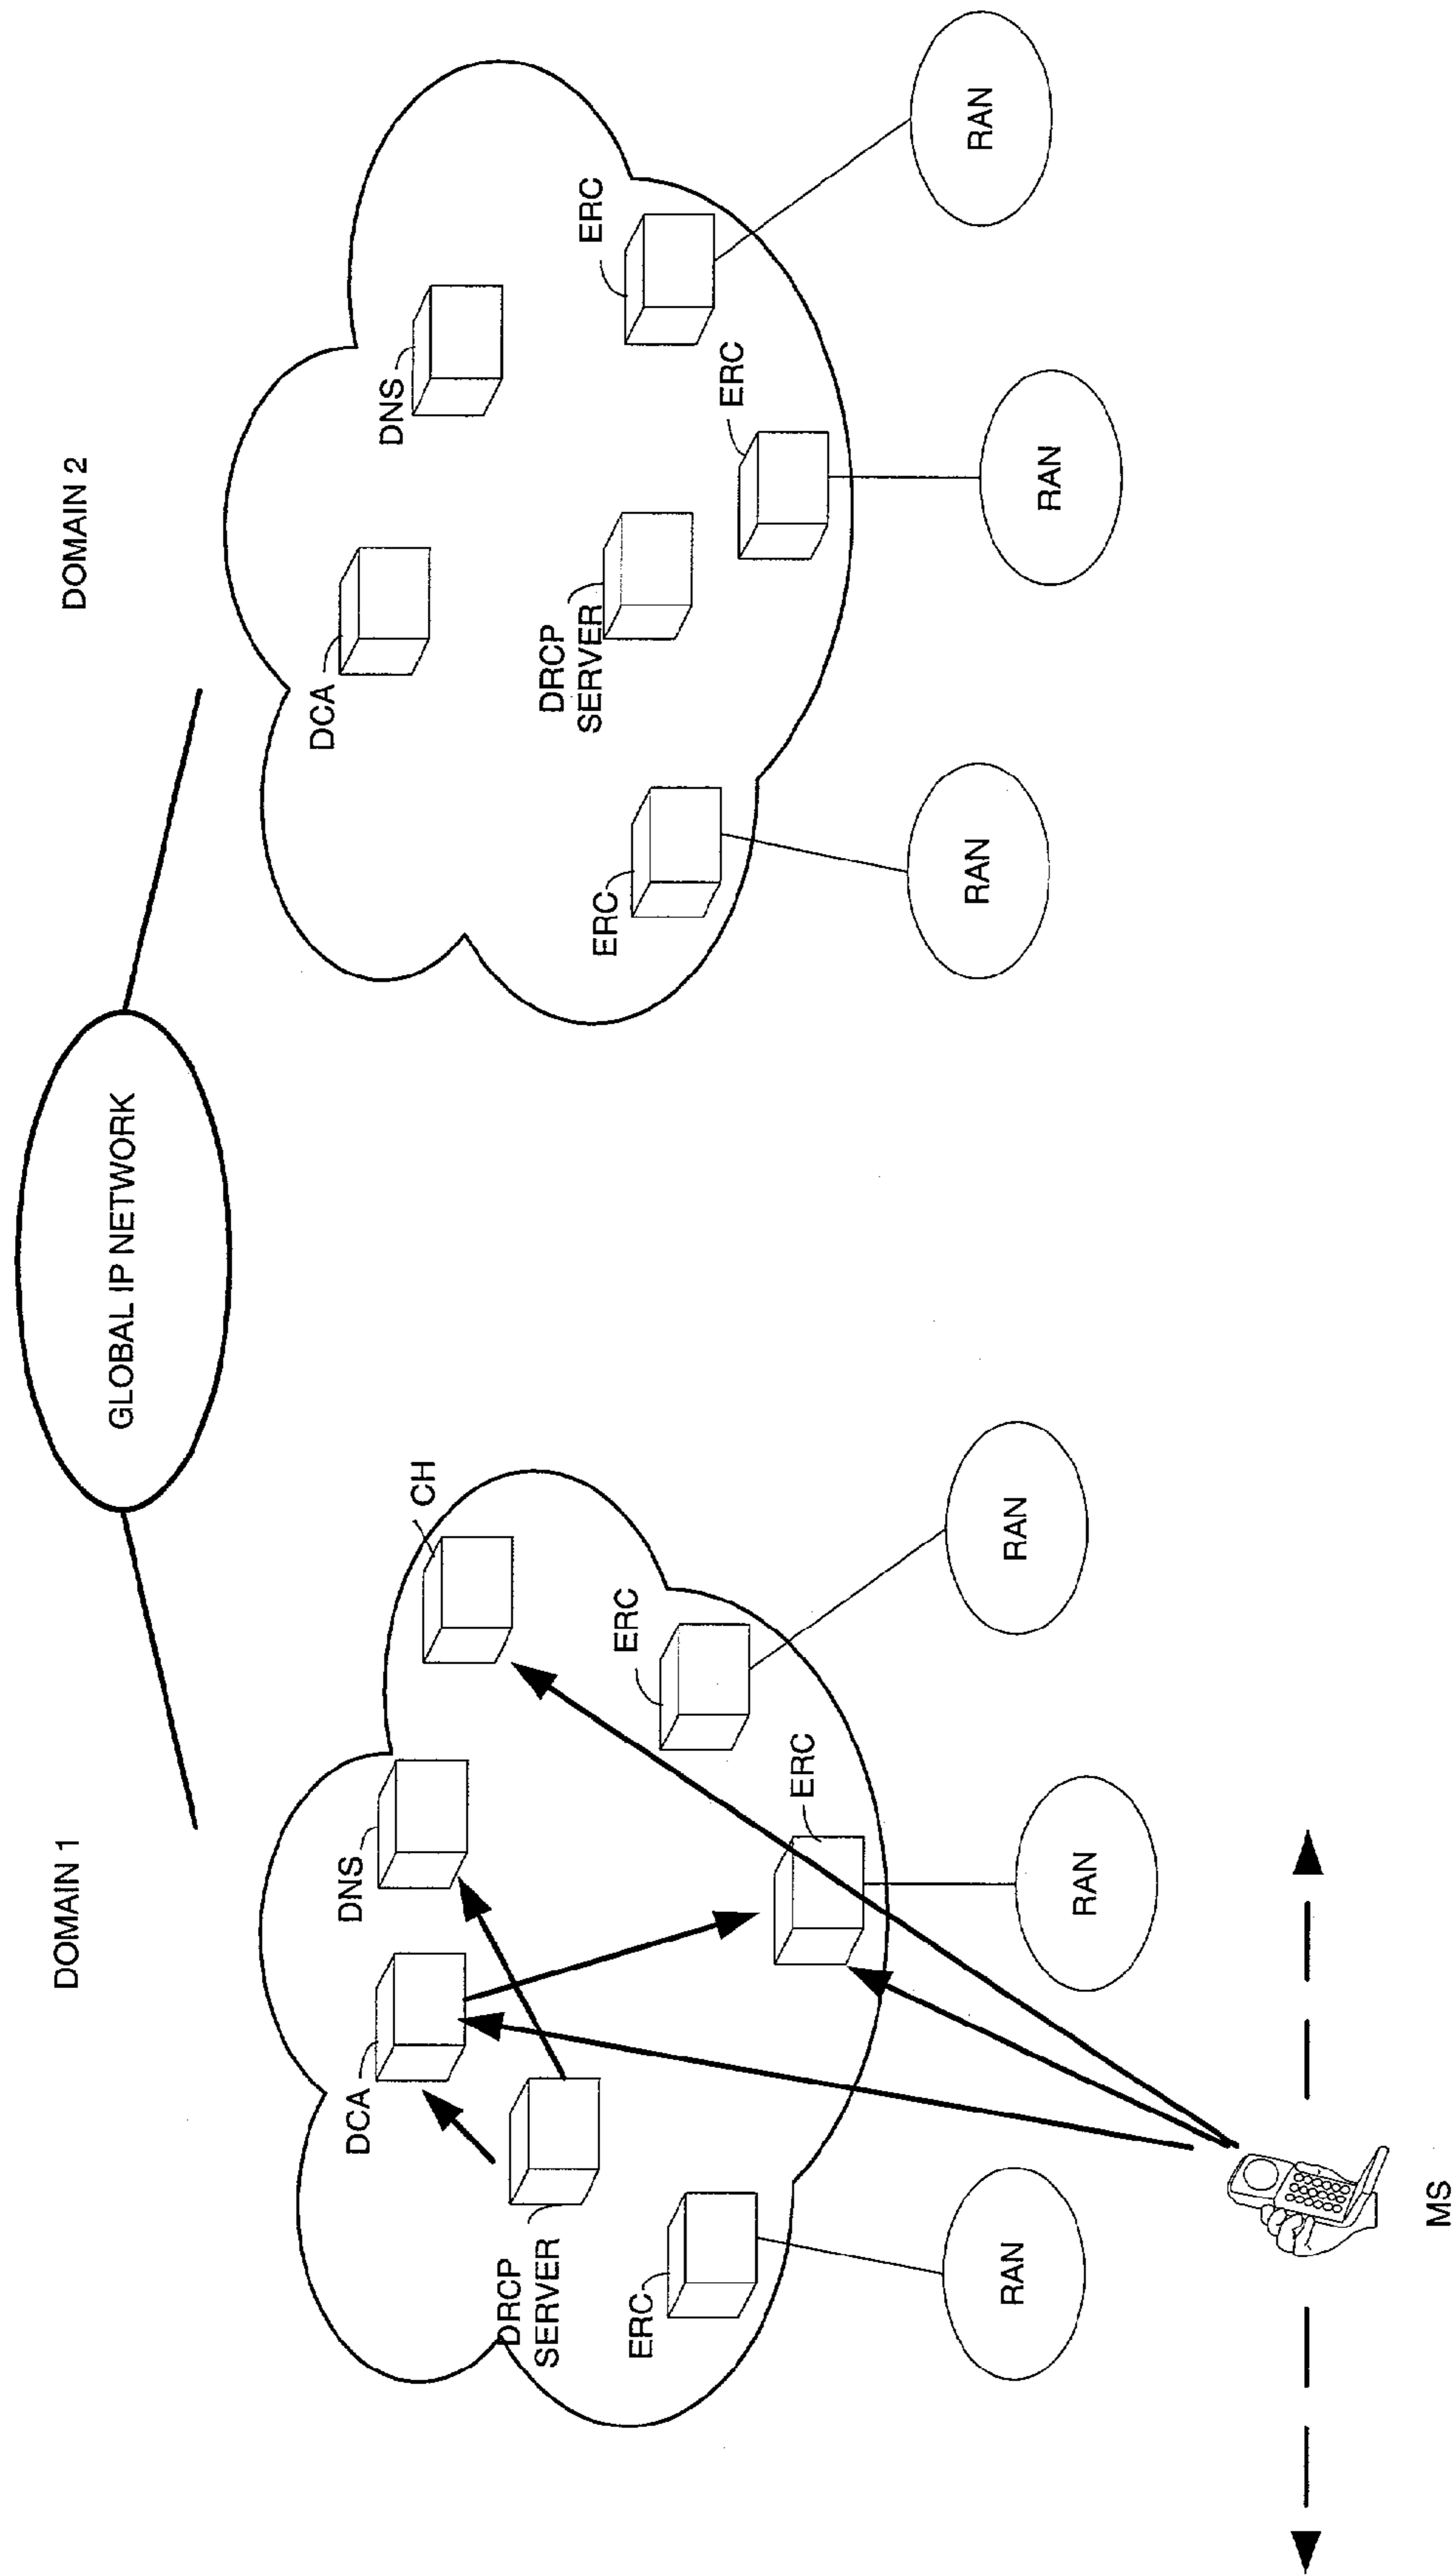 GLOBAL IP NETWORK
DOMAIN 1
DOMAIN 2
DCA
DNS
CH
DRCP
SERVER
ERC
ERC
ERC
RAN
RAN
RAN
MS
DCA
DNS
DRCP
SERVER
ERC
ERC
ERC
RAN
RAN
RAN